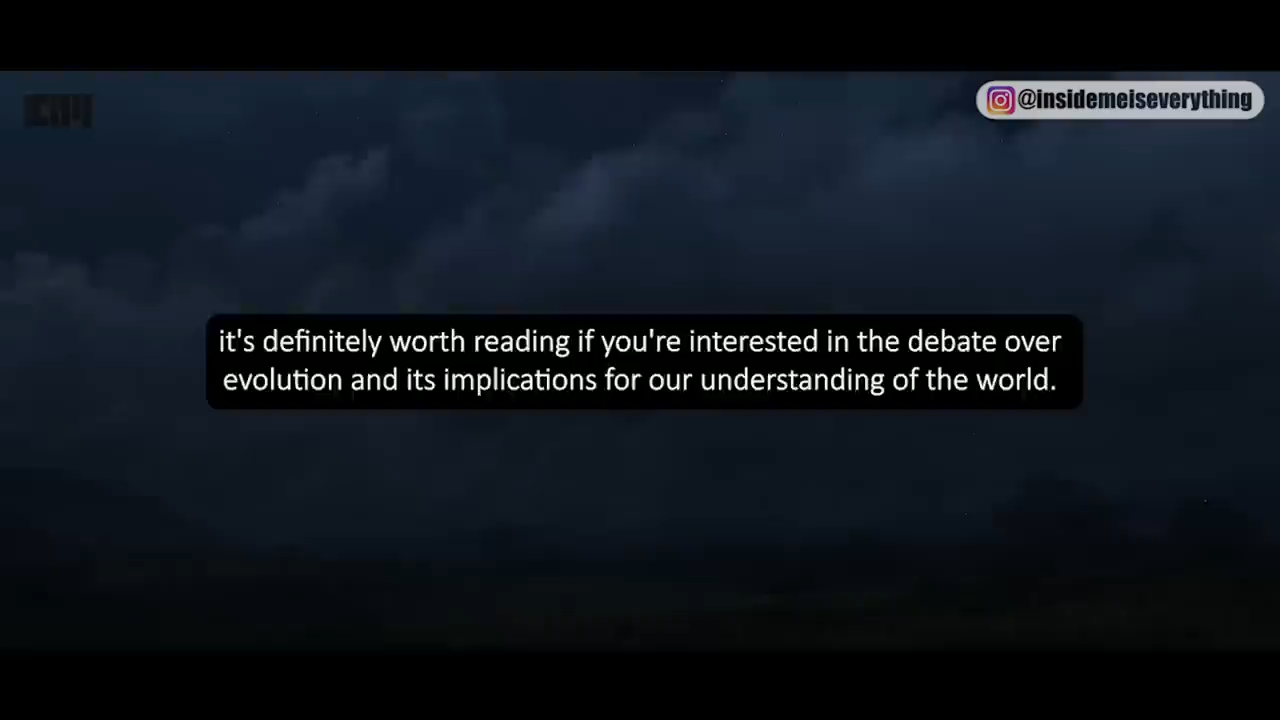 @insidemeiseverything
it's definitely worth reading if you're interested in the debate over
evolution and its implications for our understanding of the world.